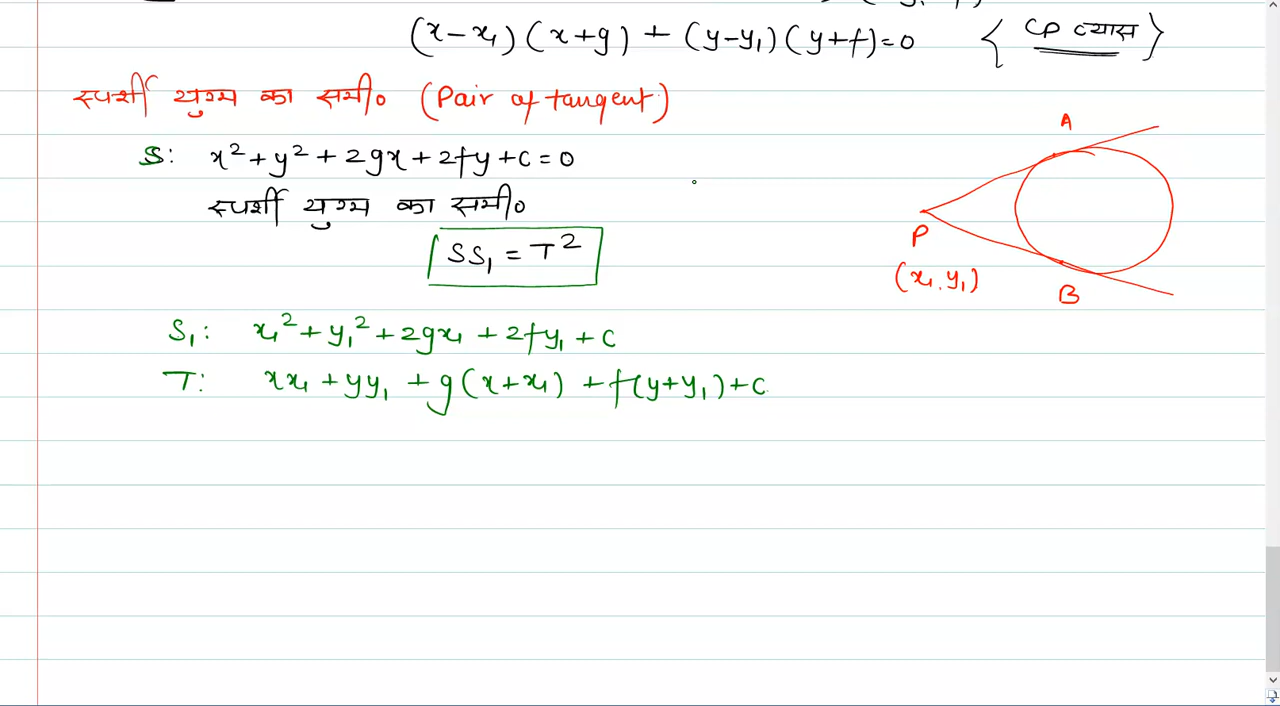 (x-x₁)(x+g) + (y-y₁)(y+f)=0 { CP व्यास }
स्पर्शी युग्म का समी० (Pair of tangent)
S: x² + y² + 2gx + 2fy + c = 0
स्पर्शी युग्म का समी०
SS₁ = T²
S₁: x₁² + y₁² + 2gx₁ + 2fy₁ + c
T: xx₁ + yy₁ + g(x+x₁) + f(y+y₁) + c
A
P
(x₁, y₁)
B